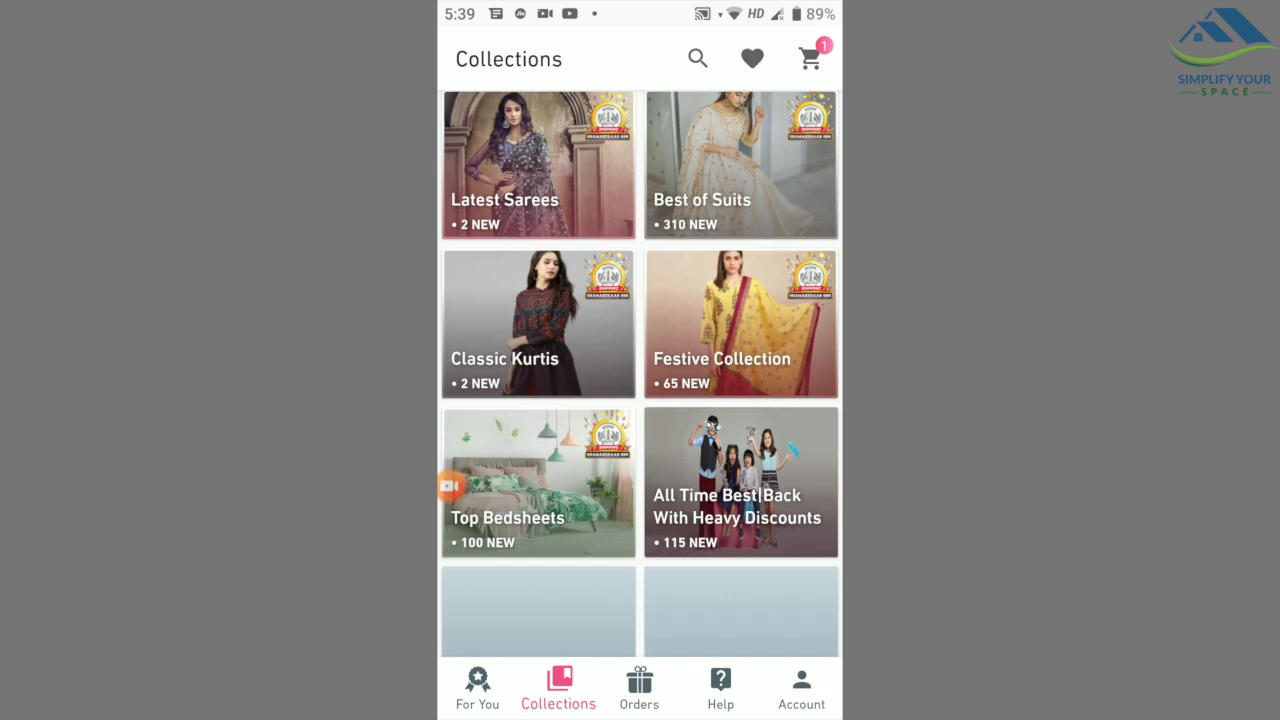 5:39
HD
89%
SIMPLIFY YOUR
SPACE
Collections
1
Latest Sarees
• 2 NEW
Best of Suits
• 310 NEW
Classic Kurtis
• 2 NEW
Festive Collection
• 65 NEW
Top Bedsheets
• 100 NEW
All Time Best|Back
With Heavy Discounts
• 115 NEW
For You
Collections
Orders
Help
Account